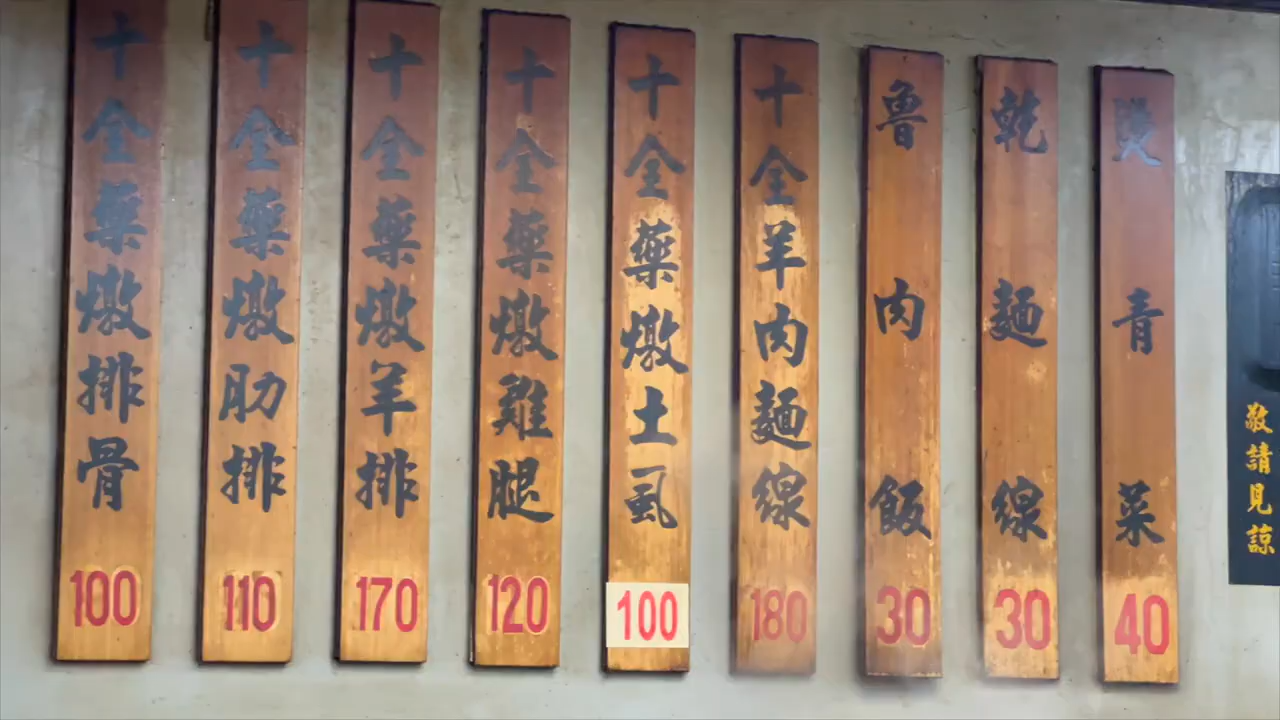 十全藥燉排骨
100
十全藥燉肋排
110
十全藥燉羊排
170
十全藥燉雞腿
120
十全藥燉土虱
100
十全羊肉麵線
180
魯肉飯
30
乾麵線
30
燙青菜
40
敬請見諒